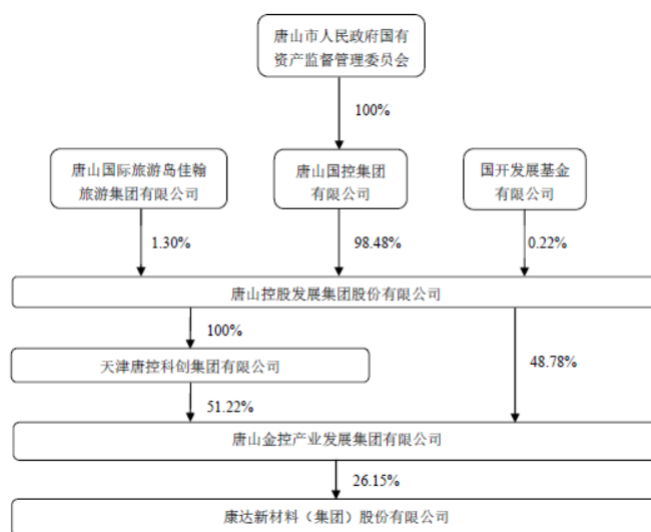 唐山市人民政府国有
资产监督管理委员会
100%
唐山国际旅游岛佳翰
旅游集团有限公司
唐山国控集团
有限公司
国开发展基金
有限公司
1.30%
98.48%
0.22%
唐山控股发展集团股份有限公司
100%
48.78%
天津唐控科创集团有限公司
51.22%
唐山金控产业发展集团有限公司
26.15%
康达新材料（集团）股份有限公司